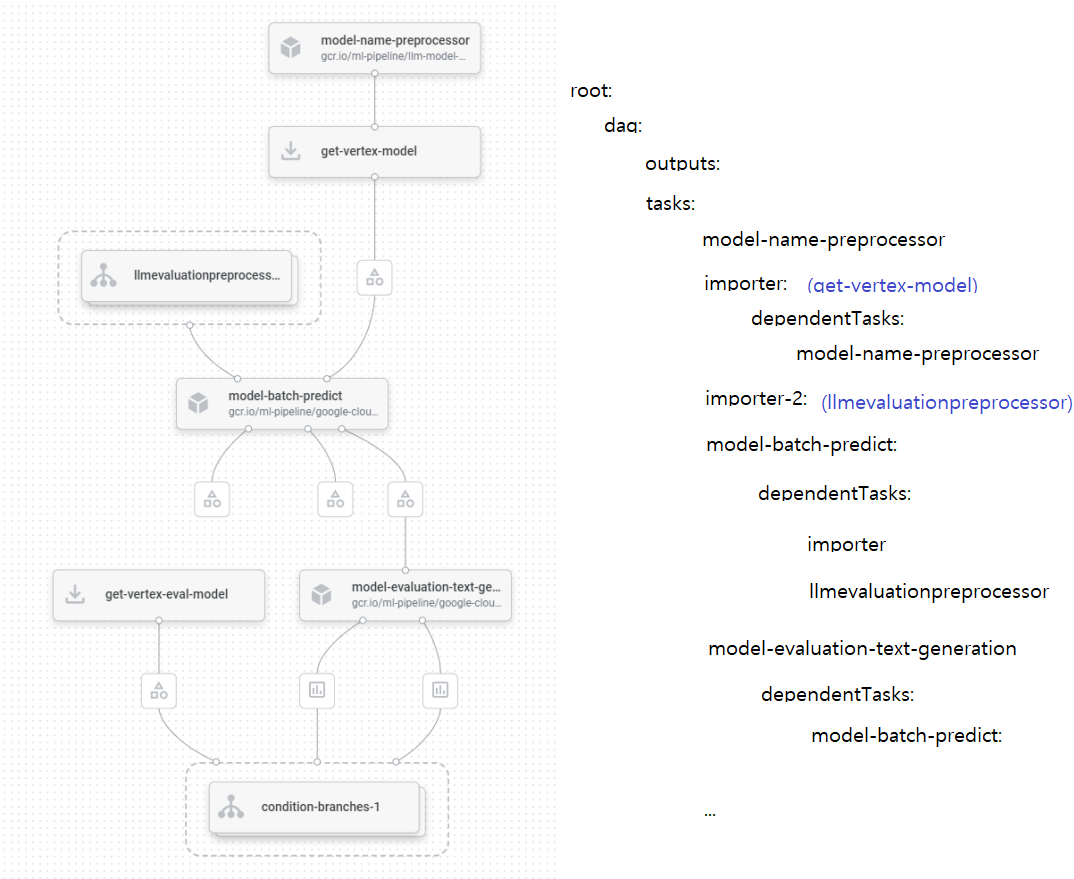 model-name-preprocessor
gcr.io/ml-pipeline/llm-model-...
get-vertex-model
llmevaluationpreprocess...
model-batch-predict
gcr.io/ml-pipeline/google-clou...
get-vertex-eval-model
model-evaluation-text-ge...
gcr.io/ml-pipeline/google-clou...
condition-branches-1
root:
dag:
outputs:
tasks:
model-name-preprocessor
importer: (get-vertex-model)
dependentTasks:
model-name-preprocessor
importer-2: (llmevaluationpreprocessor)
model-batch-predict:
dependentTasks:
importer
llmevaluationpreprocessor
model-evaluation-text-generation
dependentTasks:
model-batch-predict:
...